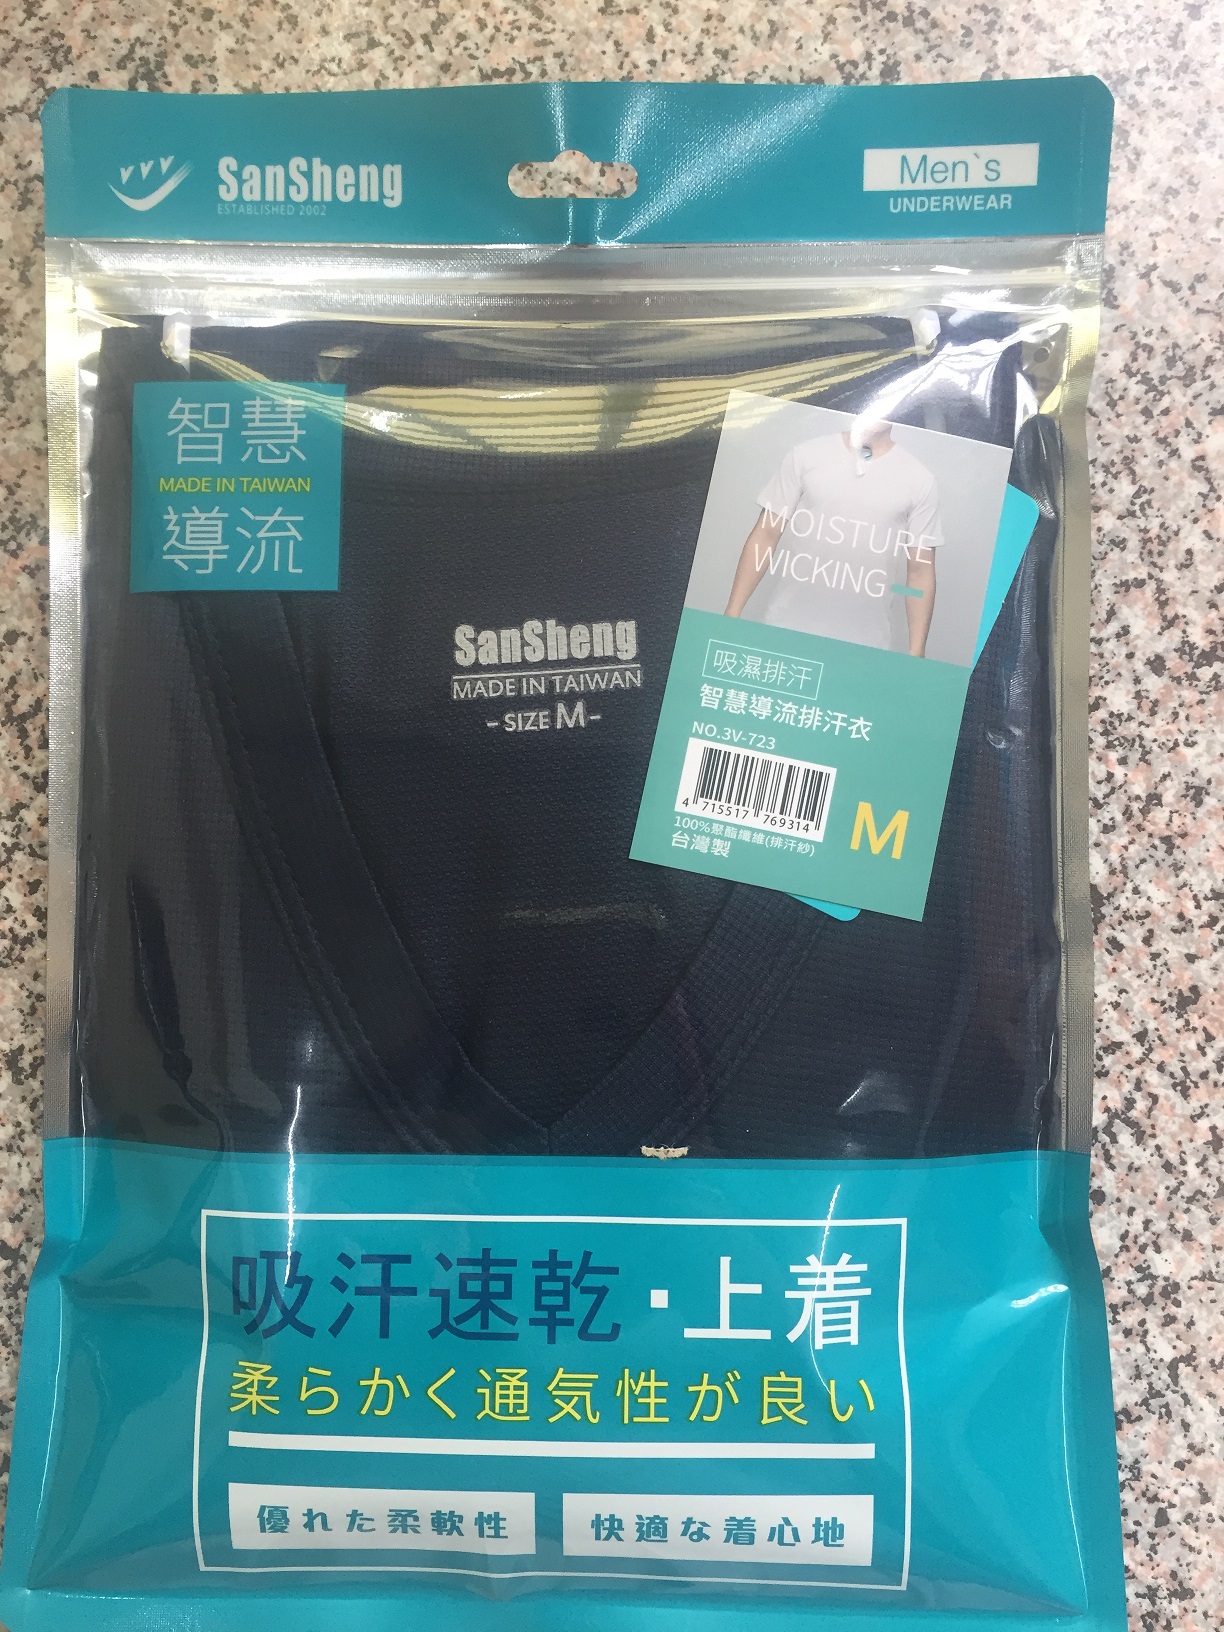 SanSheng
ESTABLISHED 2002
Men`s
UNDERWEAR
智慧
MADE IN TAIWAN
導流
SanSheng
MADE IN TAIWAN
-SIZE M-
MOISTURE
WICKING
吸濕排汗
智慧導流排汗衣
NO.3V-723
4 715517 769314
M
100%聚酯纖維(排汗紗)
台灣製
吸汗速乾・上着
柔らかく通気性が良い
優れた柔軟性
快適な着心地